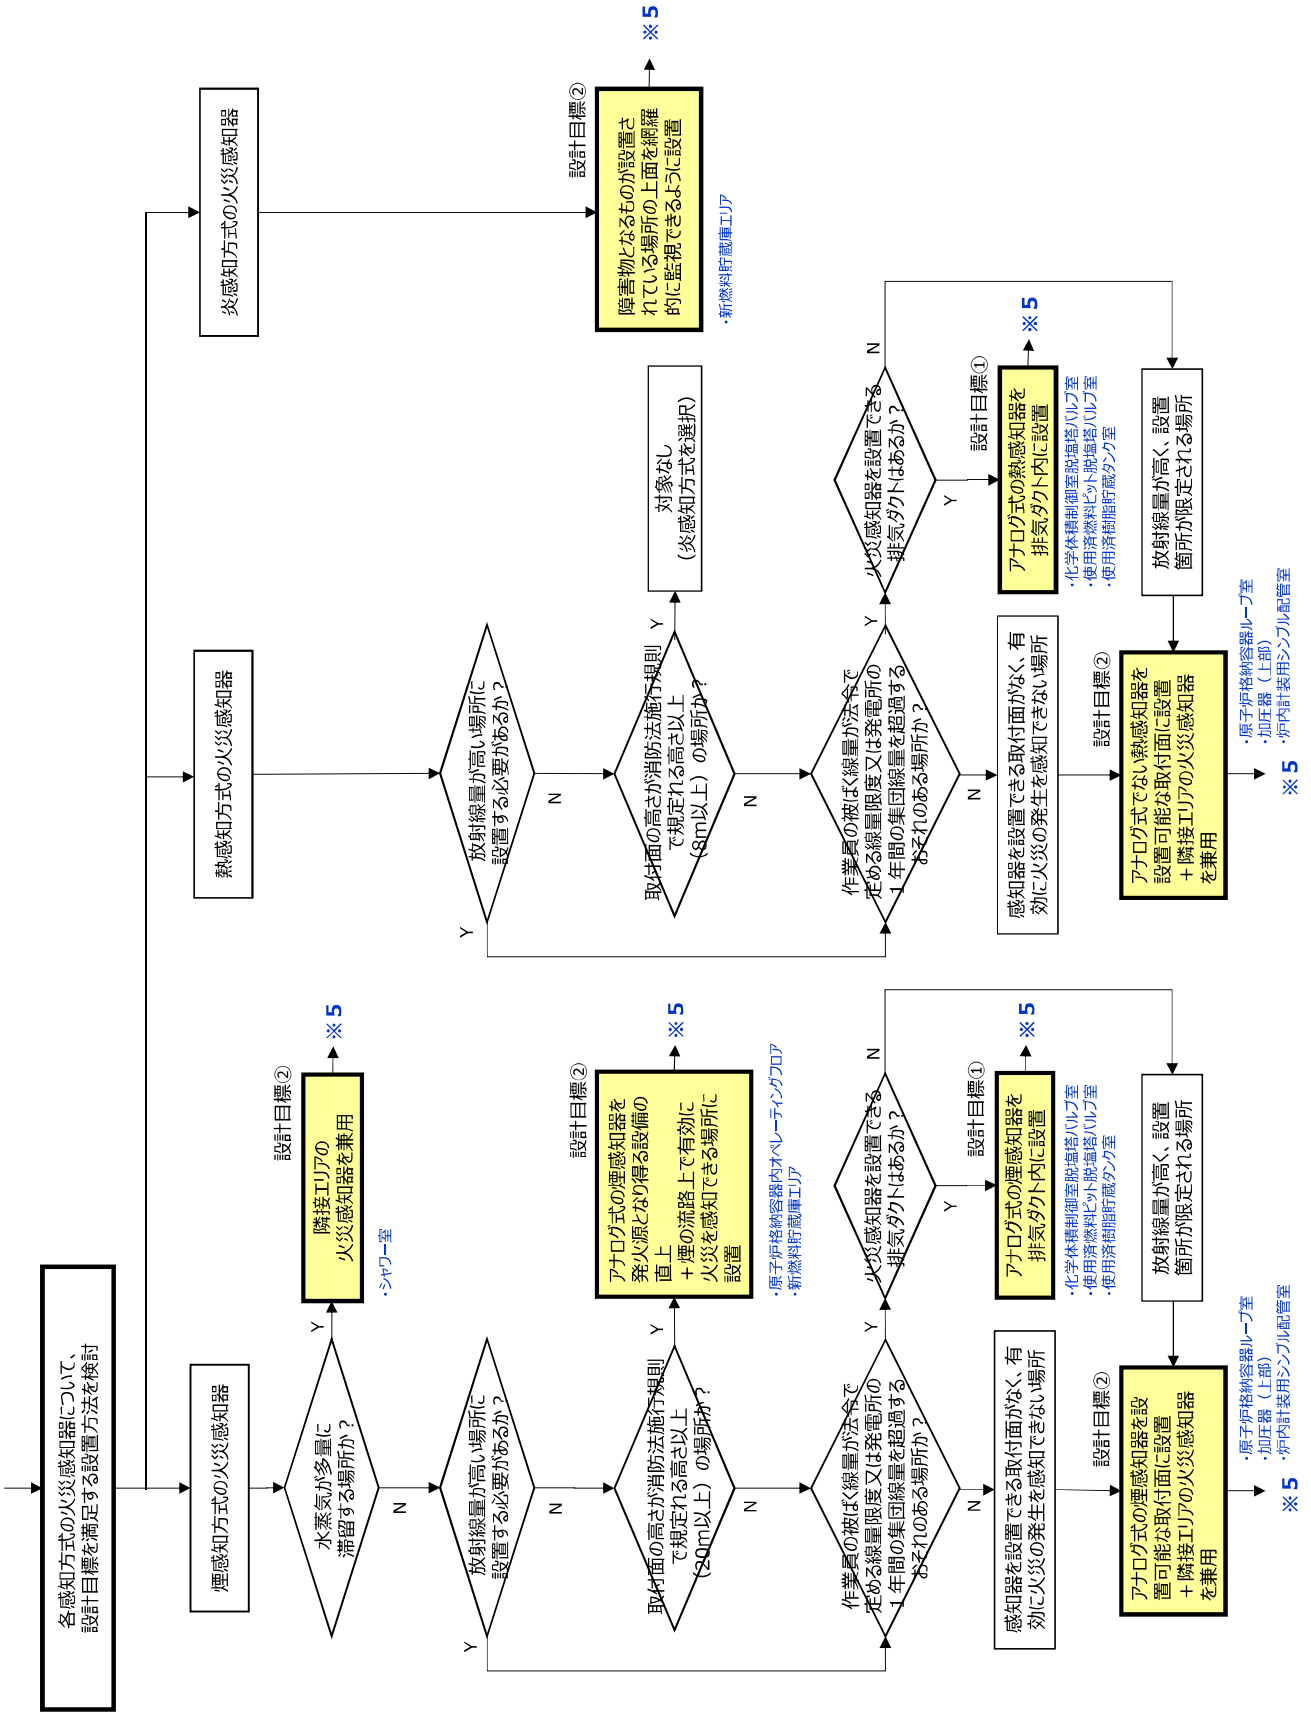 各感知方式の火災感知器について、
設計目標を満足する設置方法を検討
煙感知方式の火災感知器
水蒸気が多量に
滞留する場所か？
Y
N
設計目標②
隣接エリアの
火災感知器を兼用
・シャワー室
※５
放射線量が高い場所に
設置する必要があるか？
Y
N
取付面の高さが消防法施行規則
で規定れる高さ以上
（20m以上）の場所か？
Y
N
設計目標②
アナログ式の煙感知器を
発火源となり得る設備の
直上
＋煙の流路上で有効に
火災を感知できる場所に
設置
・原子炉格納容器内オペレーティングフロア
・新燃料貯蔵庫エリア
※５
作業員の被ばく線量が法令で
定める線量限度又は発電所の
１年間の集団線量を超過する
おそれのある場所か？
Y
N
火災感知器を設置できる
排気ダクトはあるか？
N
Y
設計目標①
アナログ式の煙感知器を
排気ダクト内に設置
・化学体積制御室脱塩塔バルブ室
・使用済燃料ピット脱塩塔バルブ室
・使用済樹脂貯蔵タンク室
※５
感知器を設置できる取付面がなく、有
効に火災の発生を感知できない場所
放射線量が高く、設置
箇所が限定される場所
設計目標②
アナログ式の煙感知器を設
置可能な取付面に設置
＋隣接エリアの火災感知器
を兼用
・原子炉格納容器ループ室
・加圧器（上部）
・炉内計装用シンブル配管室
※５
熱感知方式の火災感知器
放射線量が高い場所に
設置する必要があるか？
Y
N
取付面の高さが消防法施行規則
で規定れる高さ以上
（8m以上）の場所か？
Y
N
対象なし
（炎感知方式を選択）
作業員の被ばく線量が法令で
定める線量限度又は発電所の
１年間の集団線量を超過する
おそれのある場所か？
Y
N
火災感知器を設置できる
排気ダクトはあるか？
N
Y
設計目標①
アナログ式の熱感知器を
排気ダクト内に設置
・化学体積制御室脱塩塔バルブ室
・使用済燃料ピット脱塩塔バルブ室
・使用済樹脂貯蔵タンク室
※５
感知器を設置できる取付面がなく、有
効に火災の発生を感知できない場所
放射線量が高く、設置
箇所が限定される場所
設計目標②
アナログ式でない熱感知器を
設置可能な取付面に設置
＋隣接エリアの火災感知器
を兼用
・原子炉格納容器ループ室
・加圧器（上部）
・炉内計装用シンブル配管室
※５
炎感知方式の火災感知器
設計目標②
障害物となるものが設置さ
れている場所の上面を網羅
的に監視できるように設置
・新燃料貯蔵庫エリア
※５